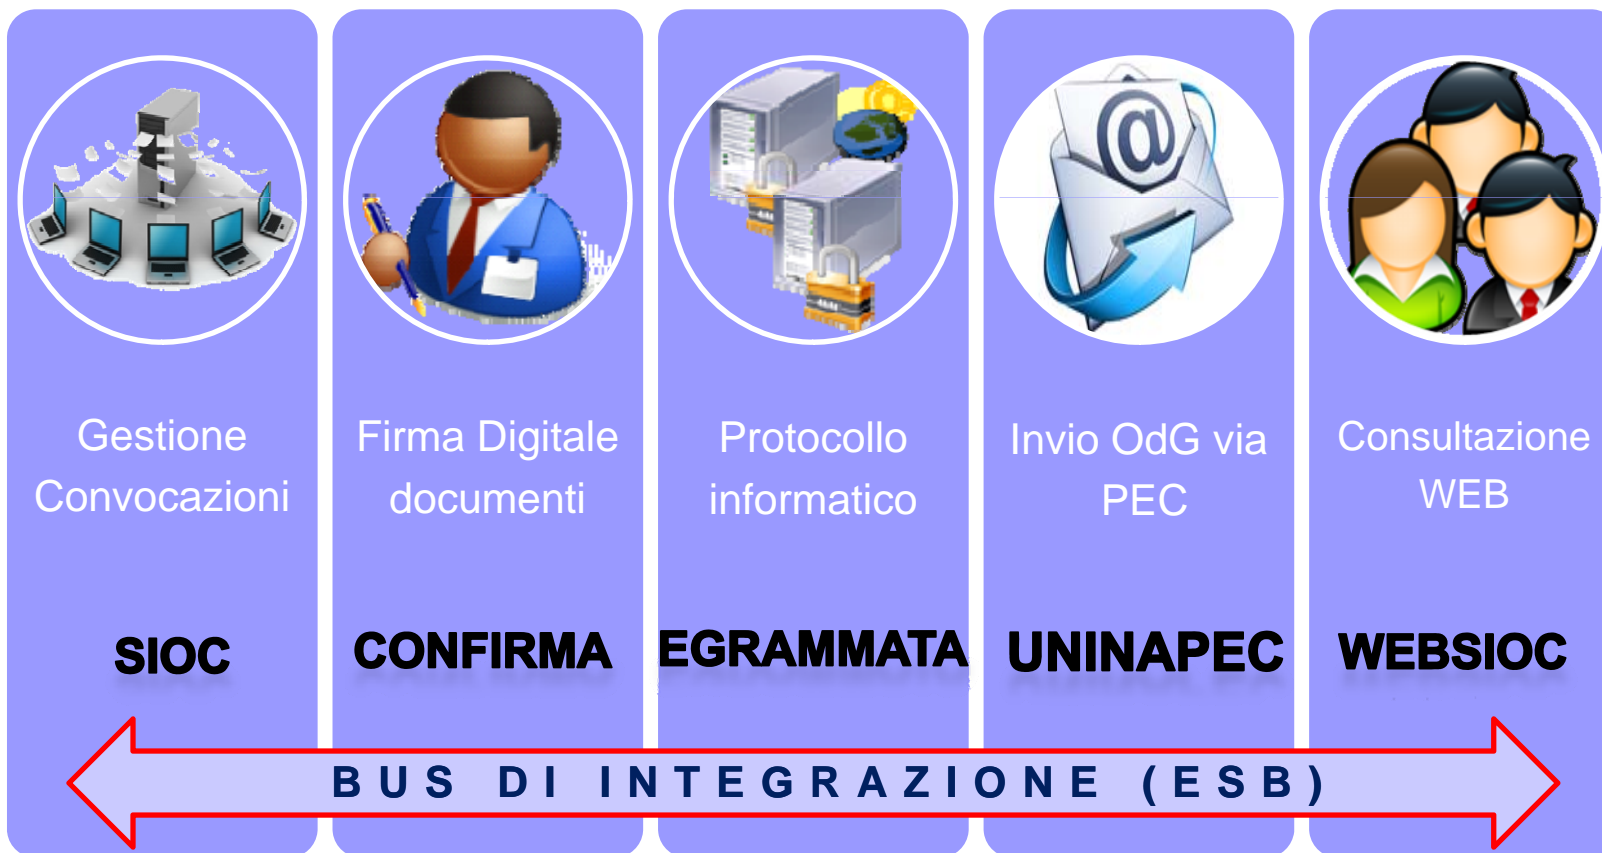 Gestione
Convocazioni
SIOC
Firma Digitale
documenti
CONFIRMA
Protocollo
informatico
EGRAMMATA
Invio OdG via
PEC
UNINAPEC
Consultazione
WEB
WEBSIOC
BUS DI INTEGRAZIONE (ESB)